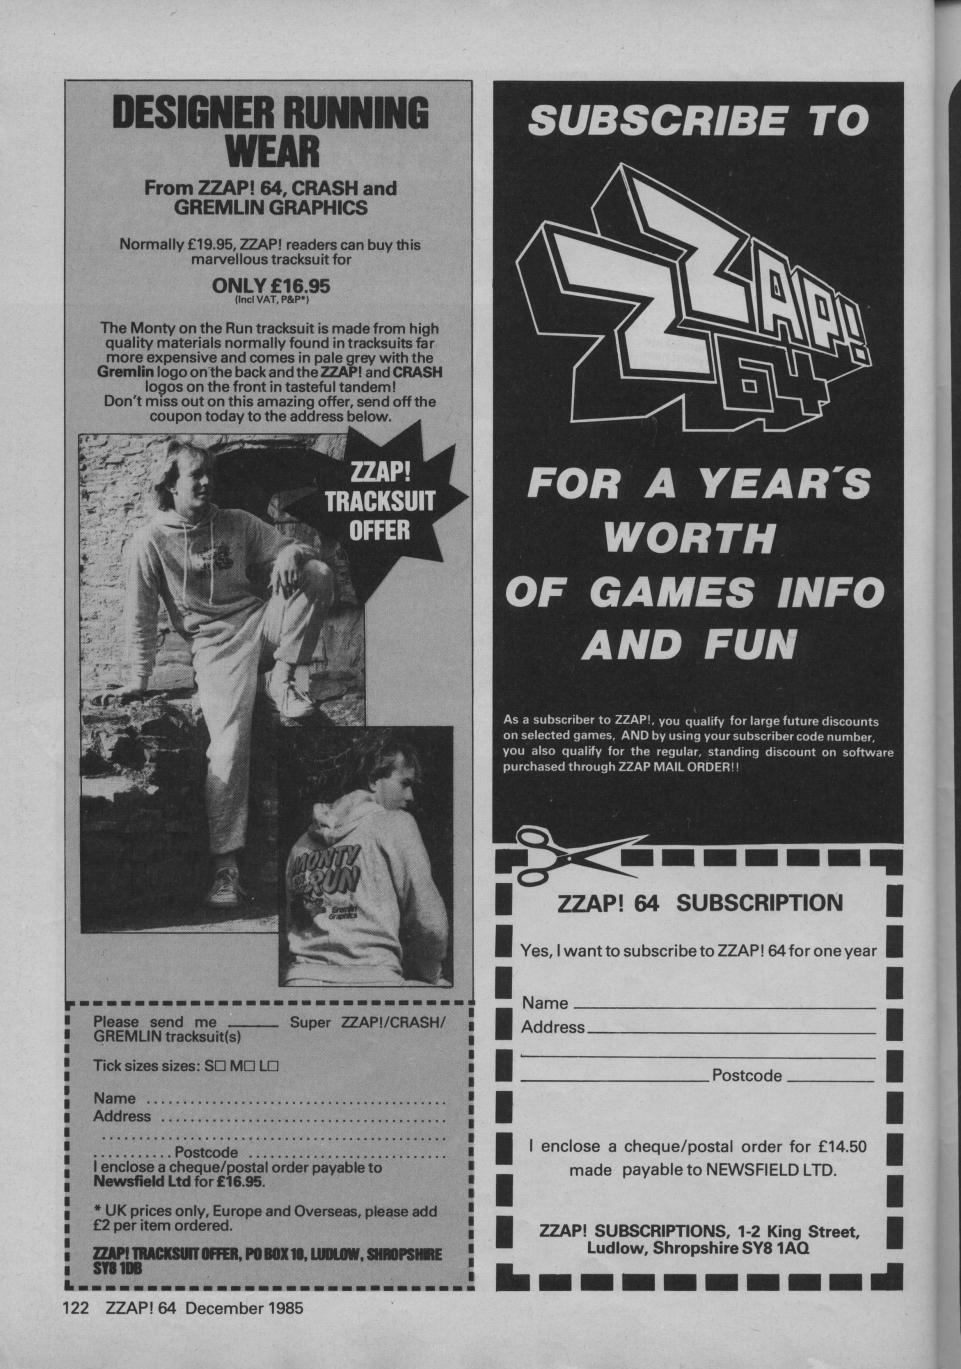 DESIGNER RUNNING
WEAR
From ZZAP! 64, CRASH and
GREMLIN GRAPHICS
Normally £19.95, ZZAP! readers can buy this
marvellous tracksuit for
ONLY £16.95
(Incl VAT, P&P*)
The Monty on the Run tracksuit is made from high
quality materials normally found in tracksuits far
more expensive and comes in pale grey with the
Gremlin logo on the back and the ZZAP! and CRASH
logos on the front in tasteful tandem!
Don't miss out on this amazing offer, send off the
coupon today to the address below.
ZZAP!
TRACKSUIT
OFFER
MONTY
RUN
Gremlin
Graphics
Please send me ______ Super ZZAP!/CRASH/
GREMLIN tracksuit(s)
Tick sizes sizes: S□ M□ L□
Name
Address
Postcode
I enclose a cheque/postal order payable to
Newsfield Ltd for £16.95.
* UK prices only, Europe and Overseas, please add
£2 per item ordered.
ZZAP! TRACKSUIT OFFER, PO BOX 10, LUDLOW, SHROPSHIRE
SY8 1DB
SUBSCRIBE TO
ZZAP!
64
FOR A YEAR´S
WORTH
OF GAMES INFO
AND FUN
As a subscriber to ZZAP!, you qualify for large future discounts
on selected games, AND by using your subscriber code number,
you also qualify for the regular, standing discount on software
purchased through ZZAP MAIL ORDER!!
ZZAP! 64 SUBSCRIPTION
Yes, I want to subscribe to ZZAP! 64 for one year
Name
Address
Postcode
I enclose a cheque/postal order for £14.50
made payable to NEWSFIELD LTD.
ZZAP! SUBSCRIPTIONS, 1-2 King Street,
Ludlow, Shropshire SY8 1AQ
122 ZZAP! 64 December 1985